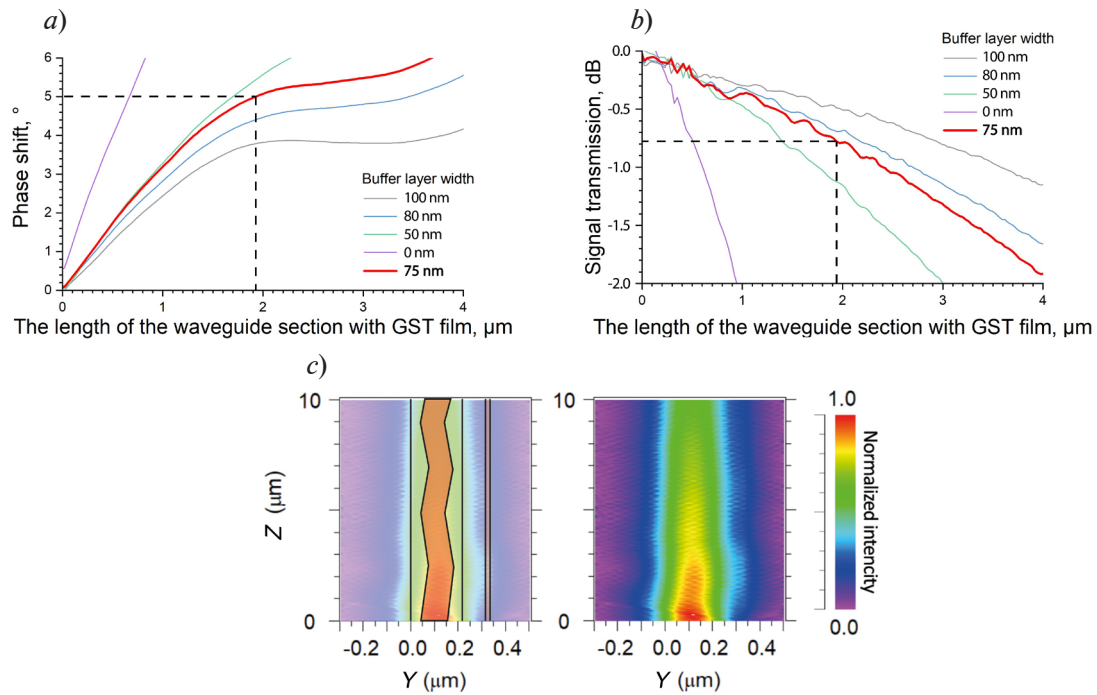 a)
Phase shift, °
6
5
4
3
2
1
0
0 1 2 3 4
The length of the waveguide section with GST film, μm
Buffer layer width
100 nm
80 nm
50 nm
0 nm
75 nm
b)
Signal transmission, dB
0.0
-0.5
-1.0
-1.5
-2.0
0 1 2 3 4
The length of the waveguide section with GST film, μm
Buffer layer width
100 nm
80 nm
50 nm
0 nm
75 nm
c)
Z (μm)
10
0
-0.2 0.0 0.2 0.4
Y (μm)
10
0
-0.2 0.0 0.2 0.4
Y (μm)
1.0
Normalized intencity
0.0